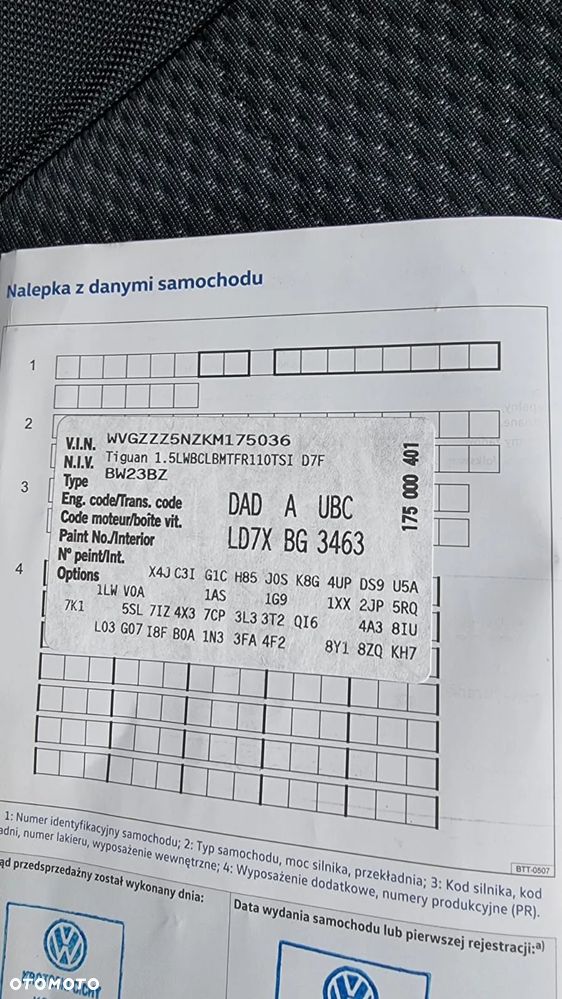 Nalepka z danymi samochodu
1
2
V.I.N. WVGZZZ5NZKM175036
N.I.V. Tiguan 1.5LWBCLBMTFR110TSI D7F
Type BW23BZ
3
Eng. code/Trans. code DAD A UBC
Code moteur/boite vit.
175 000 401
Paint No./Interior LD7X BG 3463
N° peint/Int.
4
Options X4J C3I G1C H85 J0S K8G 4UP DS9 U5A
1LW V0A 1AS 1G9 1XX 2JP 5RQ
7K1 5SL 7IZ 4X3 7CP 3L3 3T2 QI6 4A3 8IU
L03 G07 I8F B0A 1N3 3FA 4F2 8Y1 8ZQ KH7
BTT-0507
1: Numer identyfikacyjny samochodu; 2: Typ samochodu, moc silnika, przekładnia; 3: Kod silnika, kod
adni, numer lakieru, wyposażenie wewnętrzne; 4: Wyposażenie dodatkowe, numery produkcyjne (PR).
ąd przedsprzedażny został wykonany dnia:
Data wydania samochodu lub pierwszej rejestracji:a)
OTOMOTO